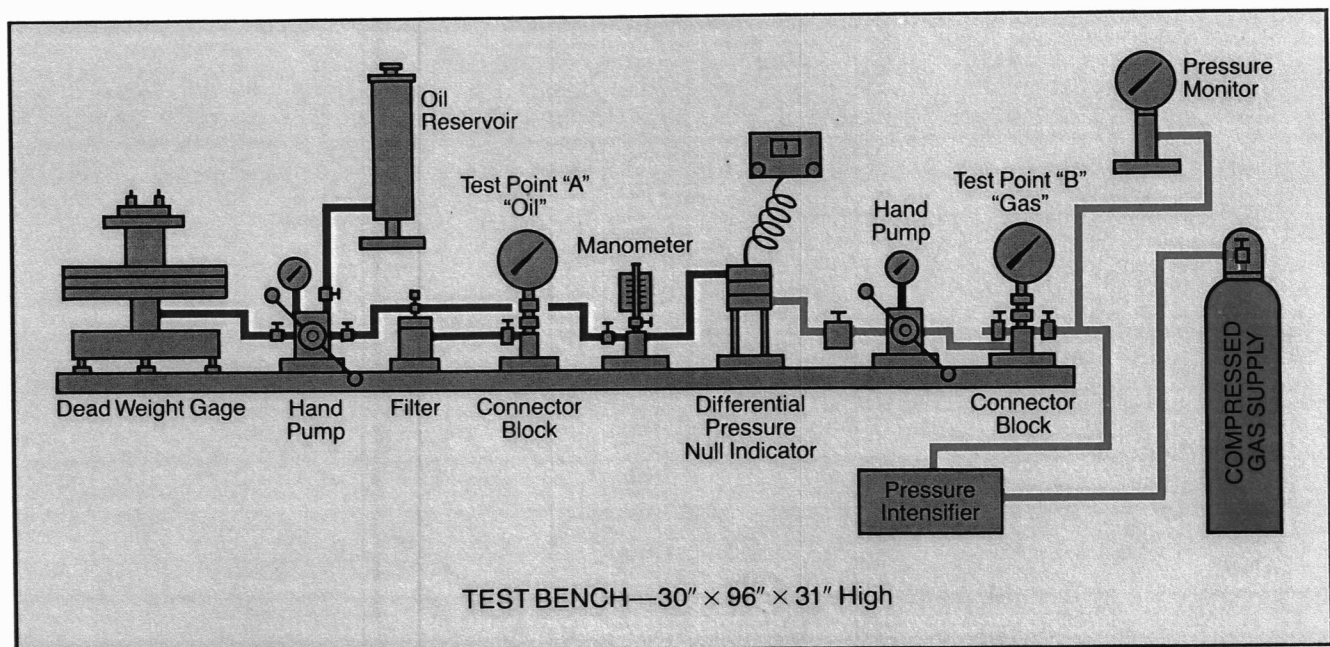 Pressure
Monitor
Oil
Reservoir
Test Point “A”
“Oil”
Test Point “B”
“Gas”
Hand
Pump
Manometer
Dead Weight Gage
Hand
Pump
Filter
Connector
Block
Differential
Pressure
Null Indicator
Connector
Block
COMPRESSED
GAS SUPPLY
Pressure
Intensifier
TEST BENCH—30″ × 96″ × 31″ High